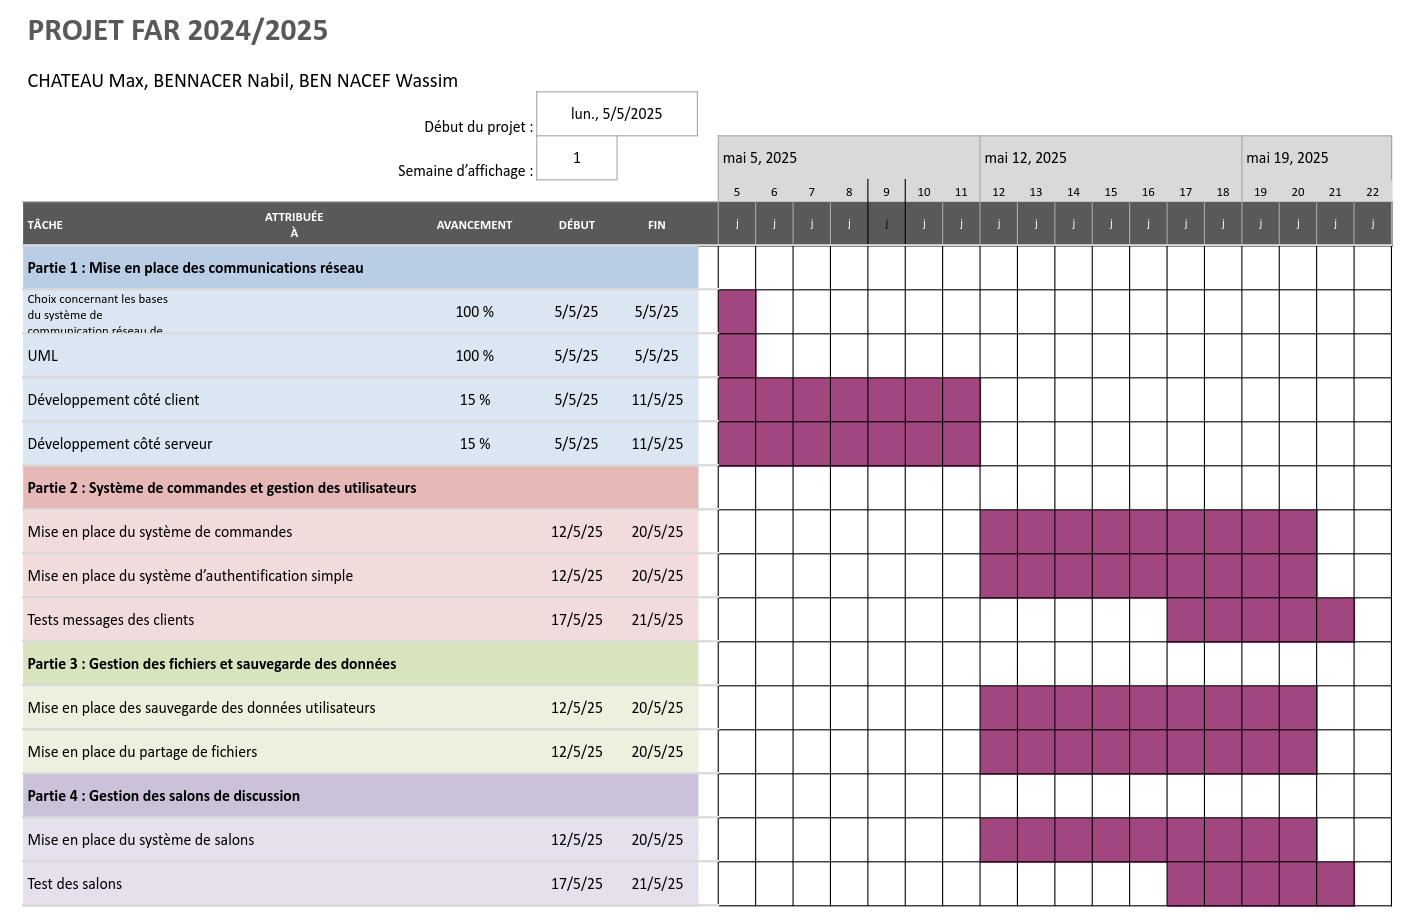 PROJET FAR 2024/2025
CHATEAU Max, BENNACER Nabil, BEN NACEF Wassim
Début du projet : lun., 5/5/2025
Semaine d’affichage : 1
mai 5, 2025 mai 12, 2025 mai 19, 2025
5 6 7 8 9 10 11 12 13 14 15 16 17 18 19 20 21 22
TÂCHE ATTRIBUÉE À AVANCEMENT DÉBUT FIN j j j j j j j j j j j j j j j j j j
Partie 1 : Mise en place des communications réseau
Choix concernant les bases
du système de
communication réseau de
100 % 5/5/25 5/5/25
UML 100 % 5/5/25 5/5/25
Développement côté client 15 % 5/5/25 11/5/25
Développement côté serveur 15 % 5/5/25 11/5/25
Partie 2 : Système de commandes et gestion des utilisateurs
Mise en place du système de commandes 12/5/25 20/5/25
Mise en place du système d’authentification simple 12/5/25 20/5/25
Tests messages des clients 17/5/25 21/5/25
Partie 3 : Gestion des fichiers et sauvegarde des données
Mise en place des sauvegarde des données utilisateurs 12/5/25 20/5/25
Mise en place du partage de fichiers 12/5/25 20/5/25
Partie 4 : Gestion des salons de discussion
Mise en place du système de salons 12/5/25 20/5/25
Test des salons 17/5/25 21/5/25